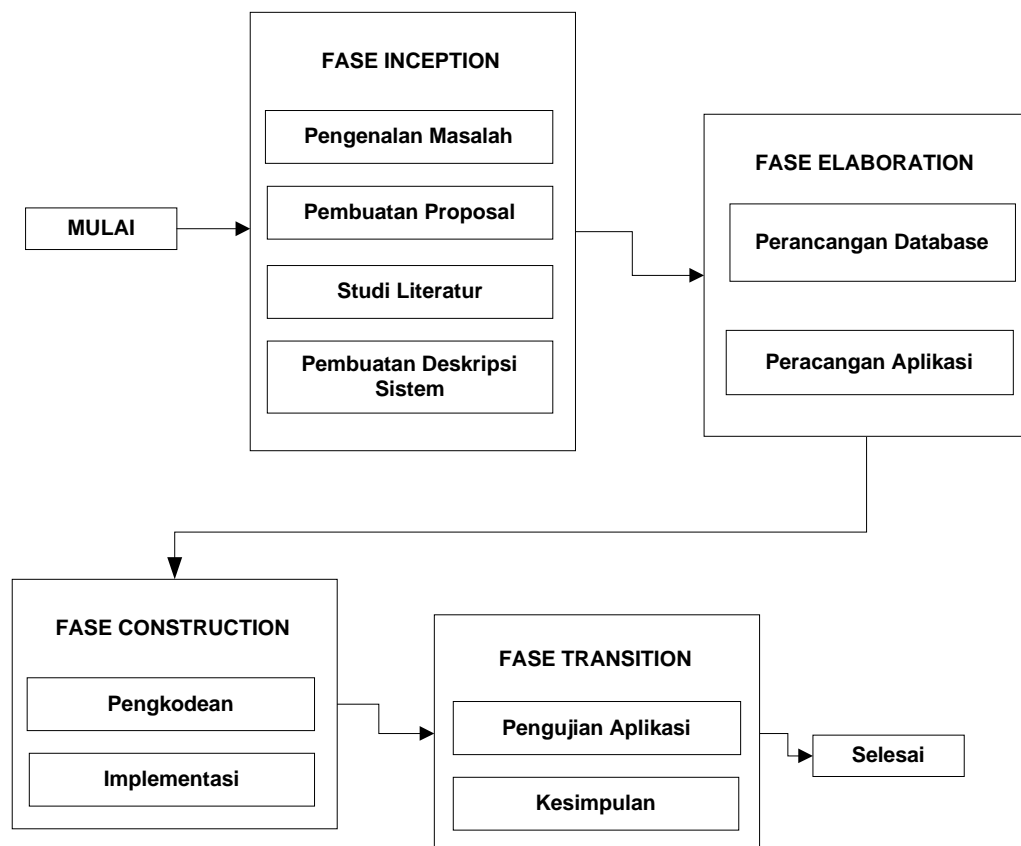 MULAI
FASE INCEPTION
Pengenalan Masalah
Pembuatan Proposal
Studi Literatur
Pembuatan Deskripsi
Sistem
FASE ELABORATION
Perancangan Database
Peracangan Aplikasi
FASE CONSTRUCTION
Pengkodean
Implementasi
FASE TRANSITION
Pengujian Aplikasi
Kesimpulan
Selesai